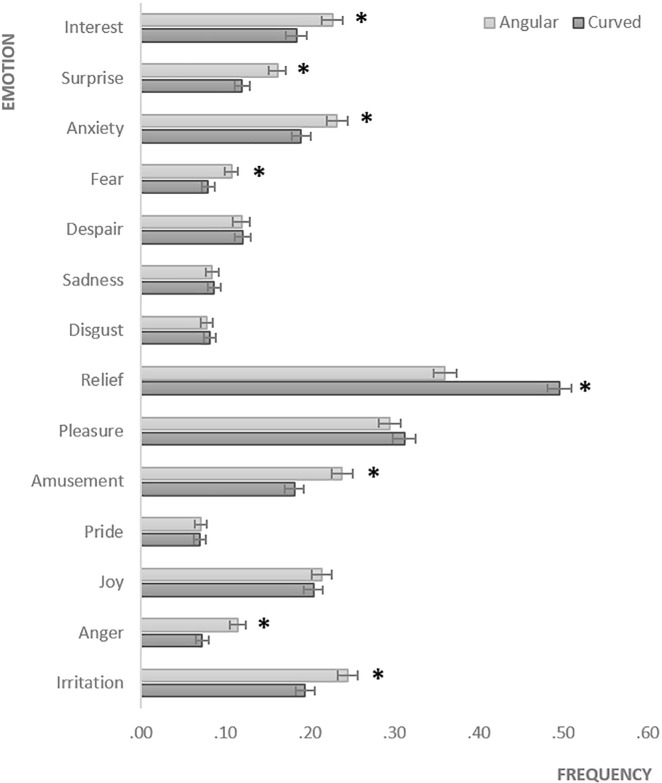 EMOTION
Angular Curved
Interest *
Surprise *
Anxiety *
Fear *
Despair
Sadness
Disgust
Relief *
Pleasure
Amusement *
Pride
Joy
Anger *
Irritation *
.00 .10 .20 .30 .40 .50 .60
FREQUENCY